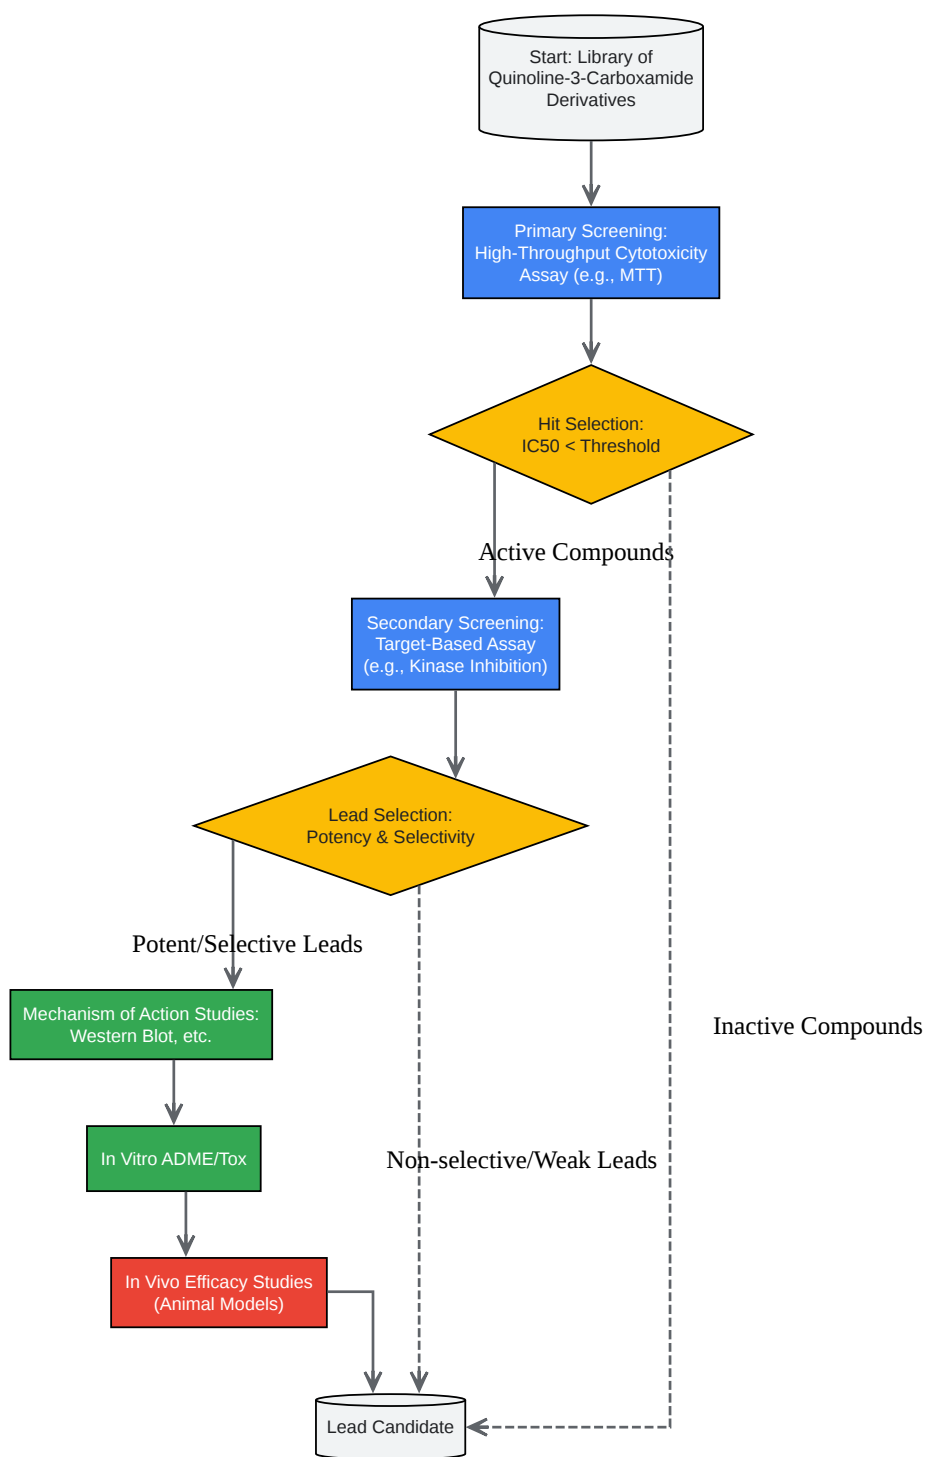 Start: Library of
Quinoline-3-Carboxamide
Derivatives
Primary Screening:
High-Throughput Cytotoxicity
Assay (e.g., MTT)
Hit Selection:
IC50 < Threshold
Active Compounds
Secondary Screening:
Target-Based Assay
(e.g., Kinase Inhibition)
Lead Selection:
Potency & Selectivity
Potent/Selective Leads
Mechanism of Action Studies:
Western Blot, etc.
Inactive Compounds
In Vitro ADME/Tox
Non-selective/Weak Leads
In Vivo Efficacy Studies
(Animal Models)
Lead Candidate